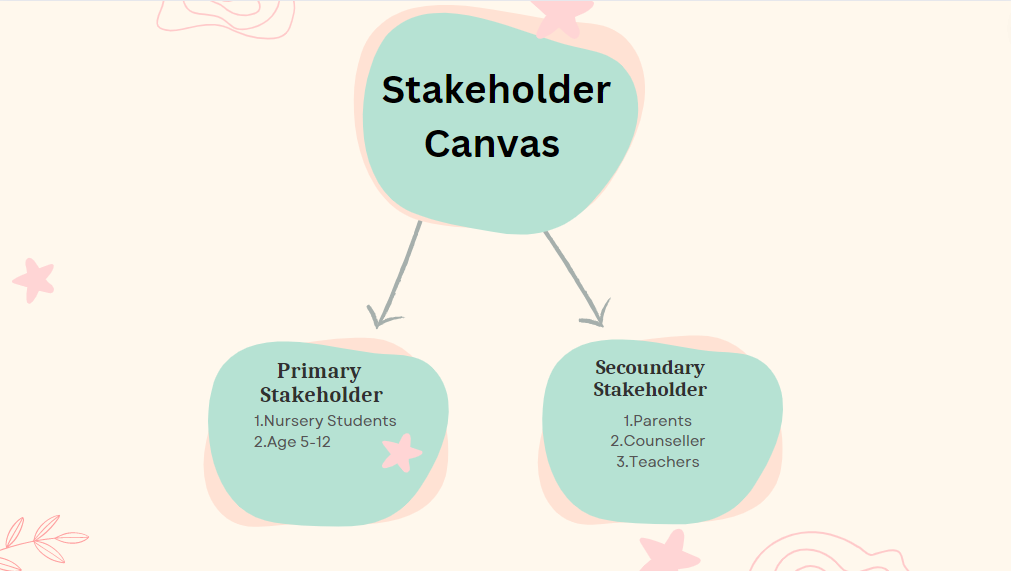 Stakeholder
Canvas
Primary
Stakeholder
1.Nursery Students
2.Age 5-12
Secoundary
Stakeholder
1.Parents
2.Counseller
3.Teachers